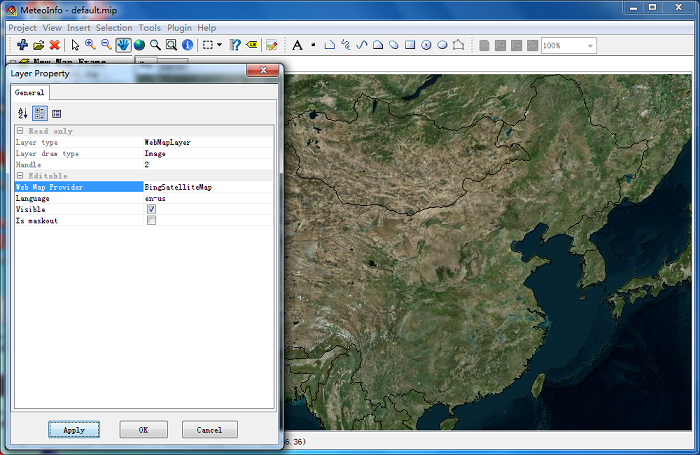 MeteoInfo - default.mip
Project View Insert Selection Tools Plugin Help
A
100%
New Map Frame
Layer Property
General
Read only
Layer type WebMapLayer
Layer draw type Image
Handle 2
Editable
Web Map Provider BingSatelliteMap
Language en-us
Visible
Is maskout
Apply OK Cancel